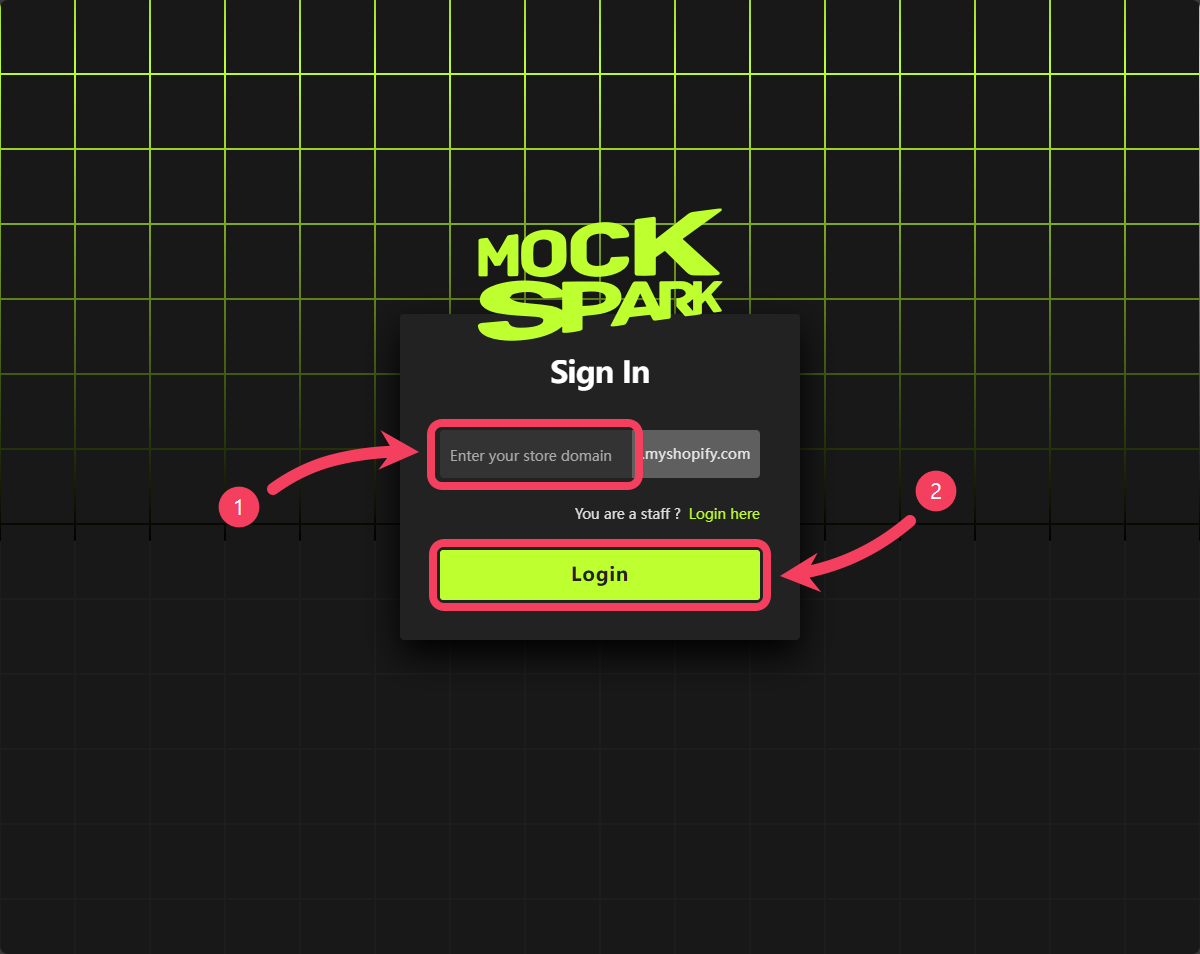 MOCK
SPARK
Sign In
Enter your store domain .myshopify.com
1
2
You are a staff ? Login here
Login